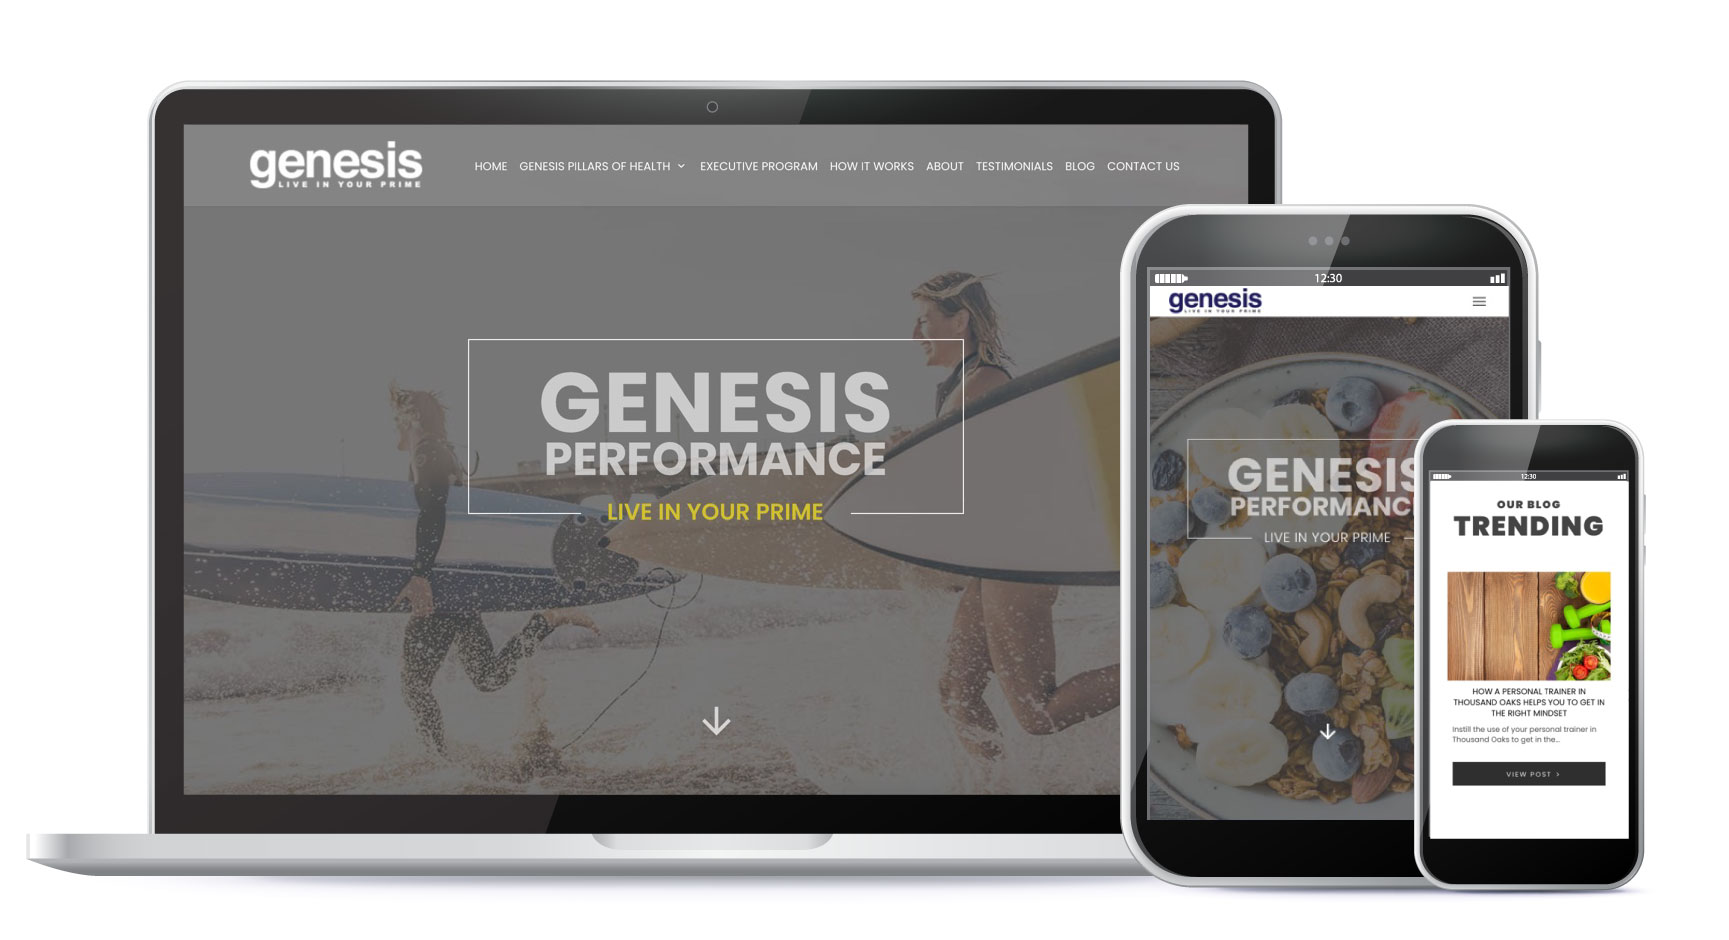 genesis
LIVE IN YOUR PRIME
HOME GENESIS PILLARS OF HEALTH EXECUTIVE PROGRAM HOW IT WORKS ABOUT TESTIMONIALS BLOG CONTACT US
GENESIS
PERFORMANCE
LIVE IN YOUR PRIME
12:30
genesis
LIVE IN YOUR PRIME
GENESIS
PERFORMANC
LIVE IN YOUR PRIME
12:30
OUR BLOG
TRENDING
HOW A PERSONAL TRAINER IN
THOUSAND OAKS HELPS YOU TO GET IN
THE RIGHT MINDSET
Instill the use of your personal trainer in
Thousand Oaks to get in the...
VIEW POST >